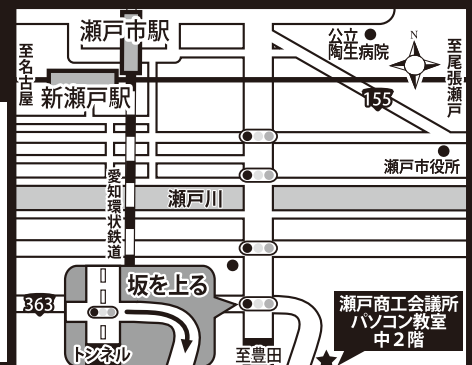 瀬戸市駅
公立
陶生病院
N
至尾張瀬戸
至名古屋
新瀬戸駅
155
瀬戸市役所
愛知環状鉄道
瀬戸川
坂を上る
363
トンネル
至豊田
瀬戸商工会議所
パソコン教室
中2階